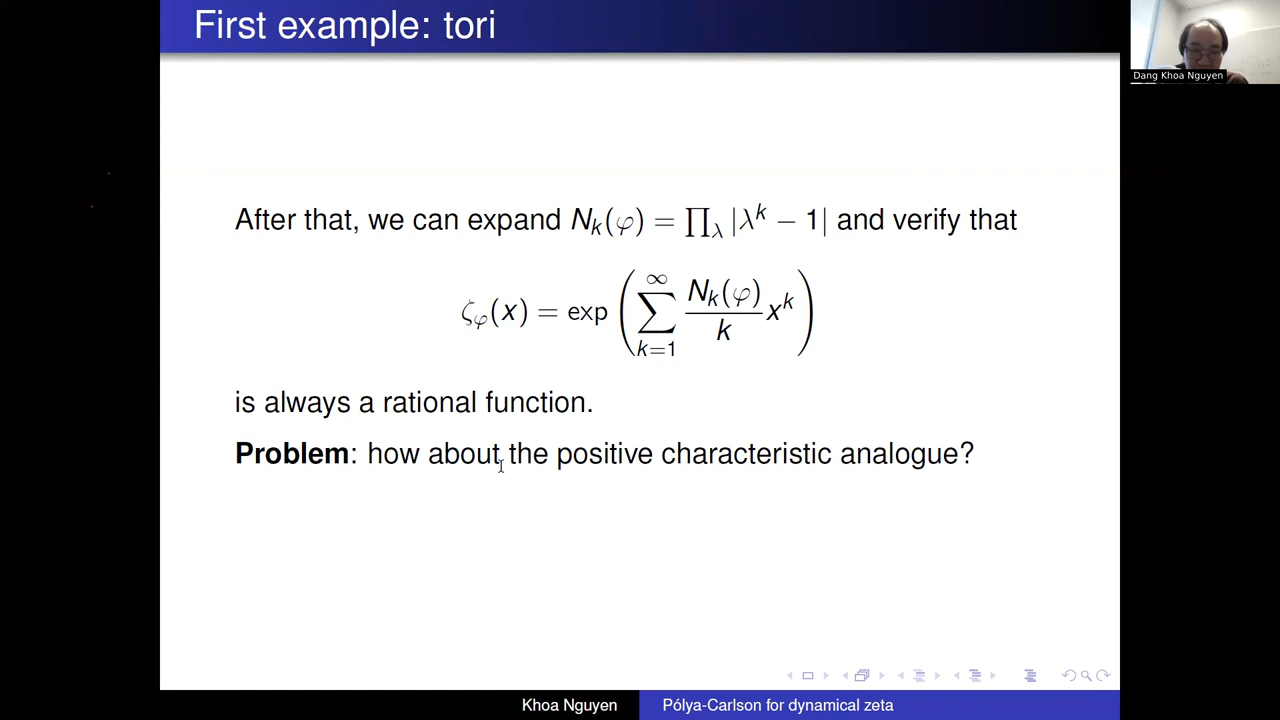 First example: tori
Dang Khoa Nguyen
After that, we can expand N_k(φ) = ∏_λ |λ^k − 1| and verify that
ζ_φ(x) = exp(∑_{k=1}^{∞} N_k(φ)/k x^k)
is always a rational function.
Problem: how about the positive characteristic analogue?
Khoa Nguyen
Pólya-Carlson for dynamical zeta